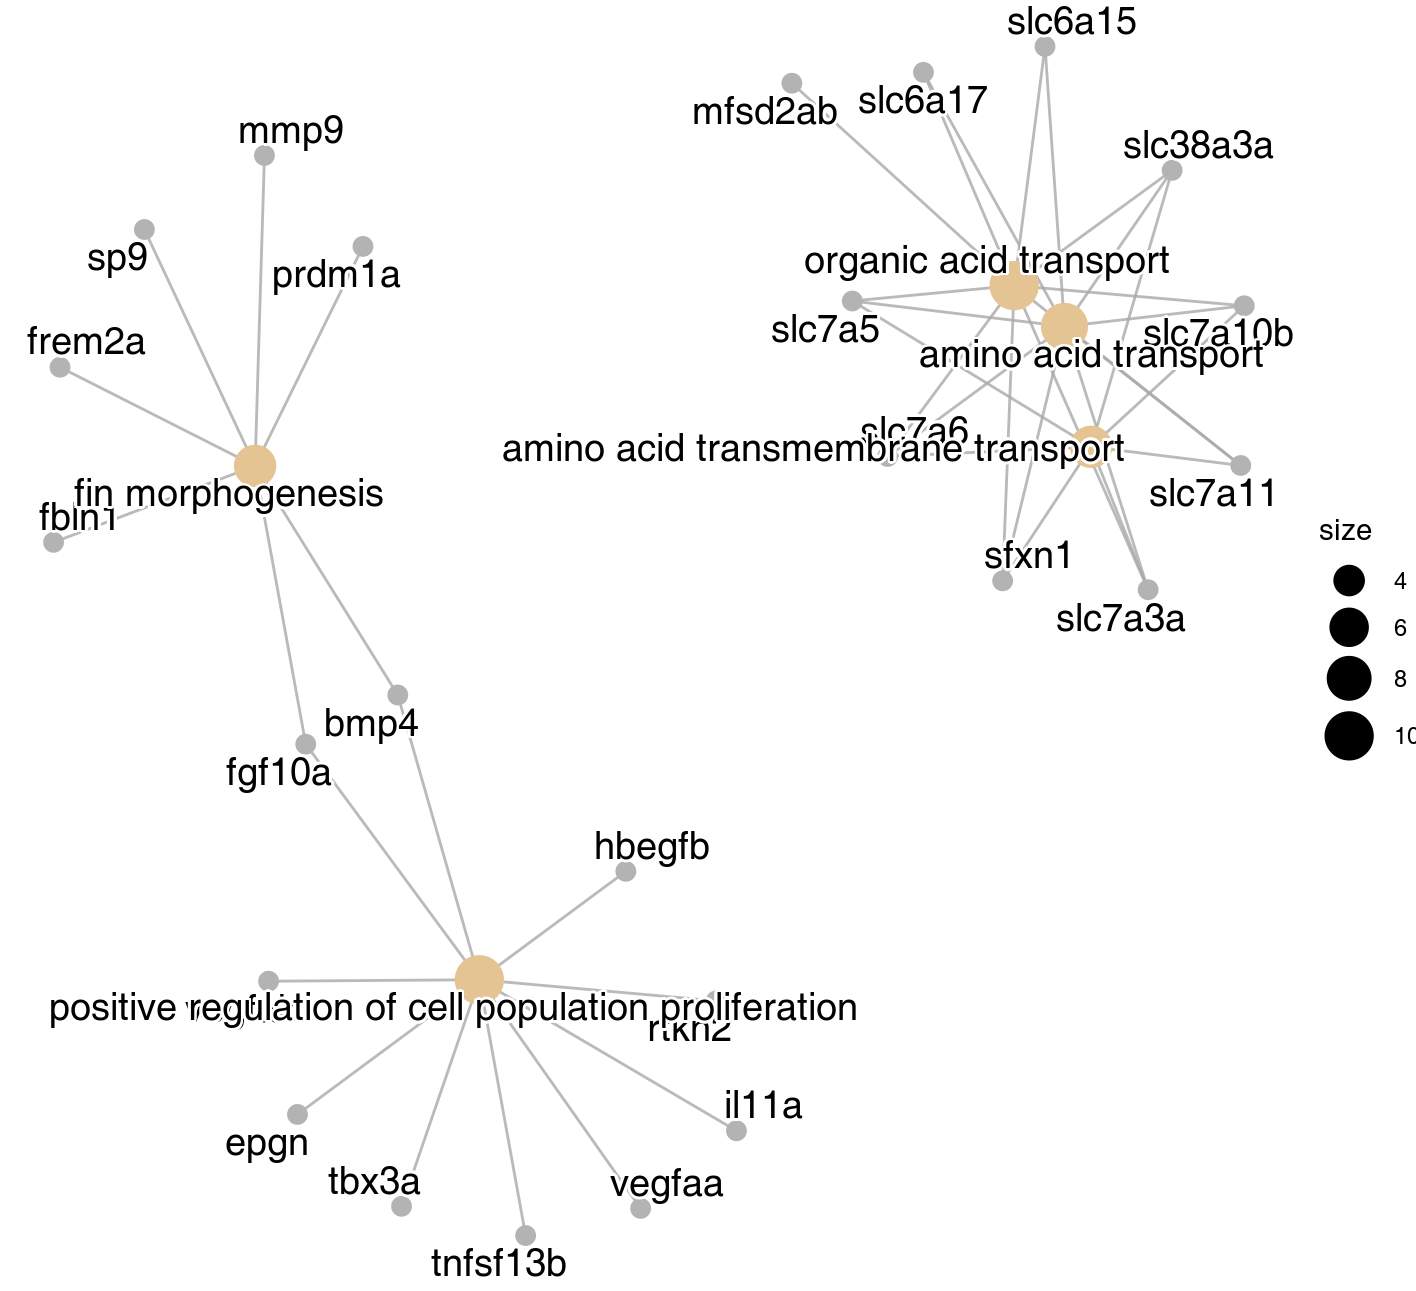 slc6a15
mfsd2ab
slc6a17
mmp9
slc38a3a
sp9
prdm1a
organic acid transport
slc7a5
slc7a10b
frem2a
amino acid transport
slc7a6
amino acid transmembrane transport
fin morphogenesis
slc7a11
fbln1
size
sfxn1
4
slc7a3a
6
8
bmp4
10
fgf10a
hbegfb
positive regulation of cell population proliferation
rtkn2
il11a
epgn
tbx3a
vegfaa
tnfsf13b